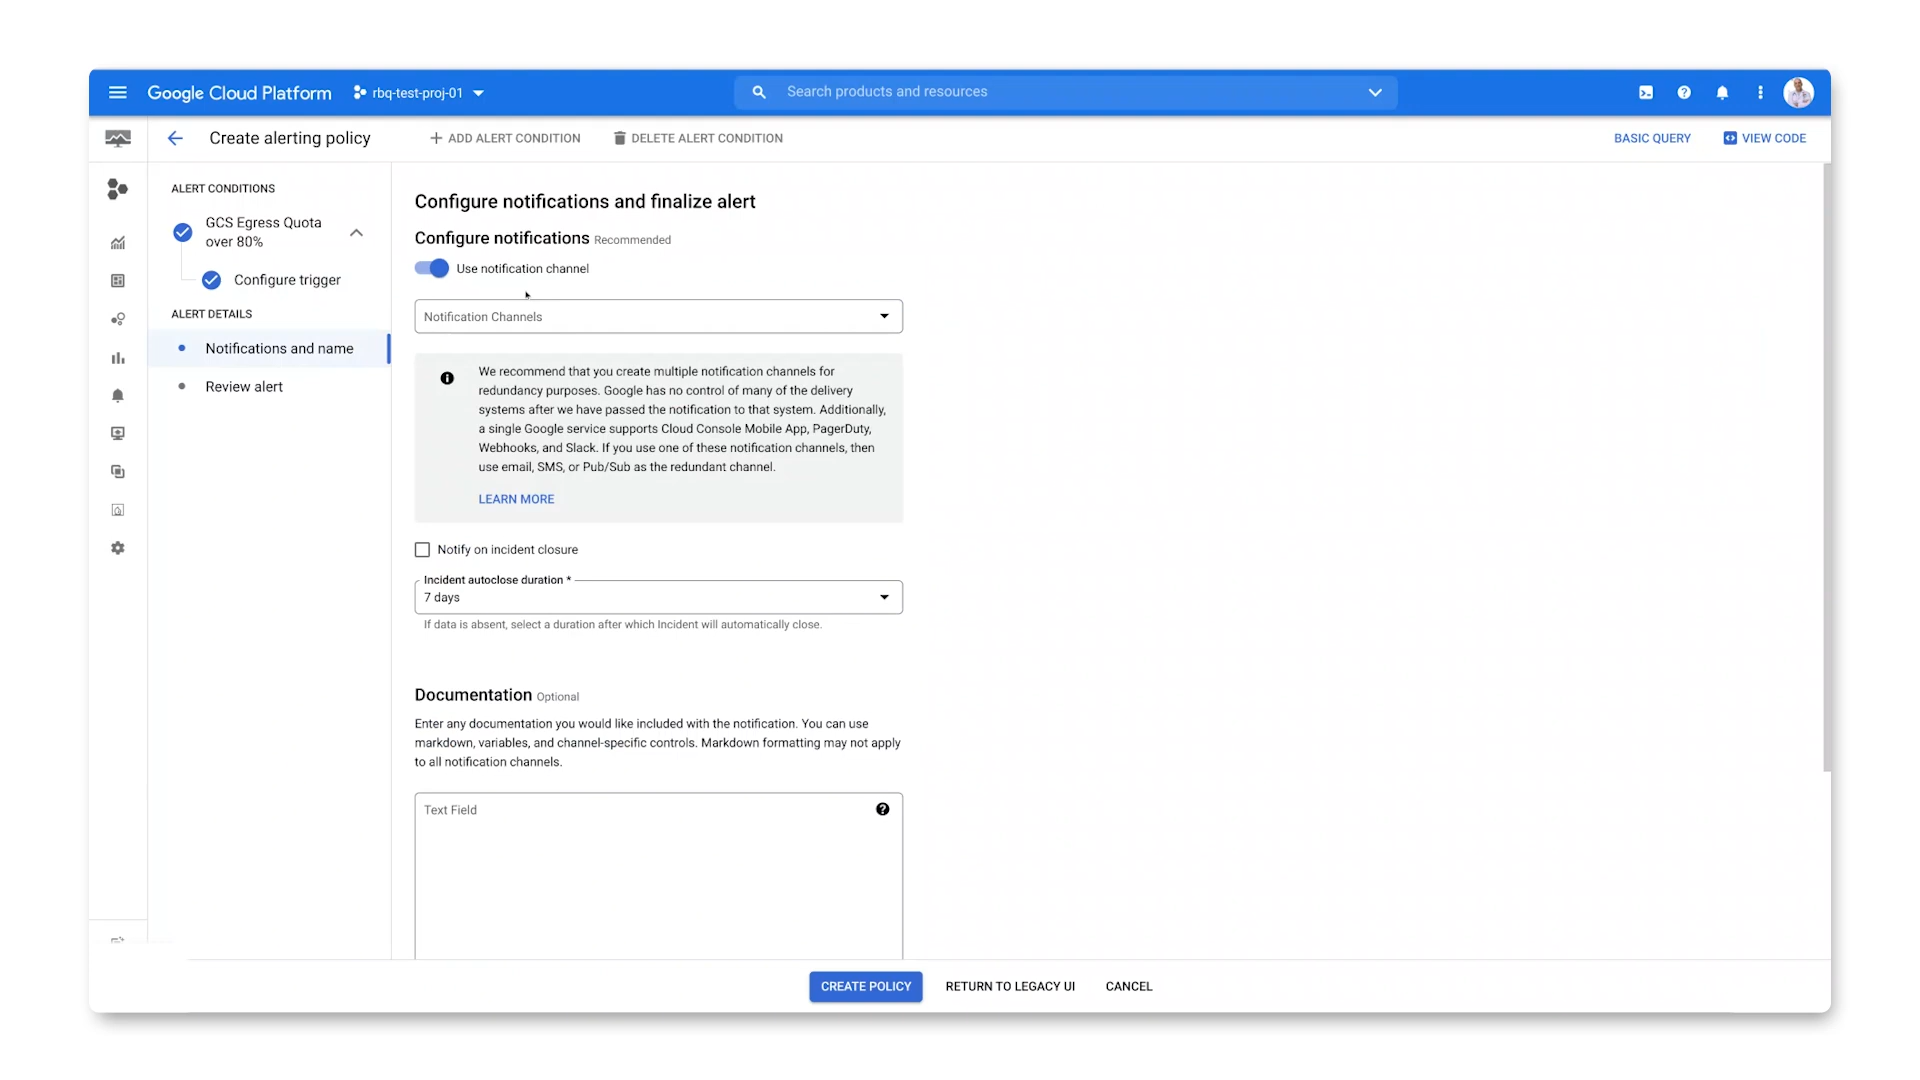 Google Cloud Platform
rbq-test-proj-01
Search products and resources
Create alerting policy
ADD ALERT CONDITION
DELETE ALERT CONDITION
BASIC QUERY
VIEW CODE
ALERT CONDITIONS
GCS Egress Quota
over 80%
Configure trigger
ALERT DETAILS
Notifications and name
Review alert
Configure notifications and finalize alert
Configure notifications Recommended
Use notification channel
Notification Channels
We recommend that you create multiple notification channels for
redundancy purposes. Google has no control of many of the delivery
systems after we have passed the notification to that system. Additionally,
a single Google service supports Cloud Console Mobile App, PagerDuty,
Webhooks, and Slack. If you use one of these notification channels, then
use email, SMS, or Pub/Sub as the redundant channel.
LEARN MORE
Notify on incident closure
Incident autoclose duration *
7 days
If data is absent, select a duration after which Incident will automatically close.
Documentation Optional
Enter any documentation you would like included with the notification. You can use
markdown, variables, and channel-specific controls. Markdown formatting may not apply
to all notification channels.
Text Field
CREATE POLICY
RETURN TO LEGACY UI
CANCEL